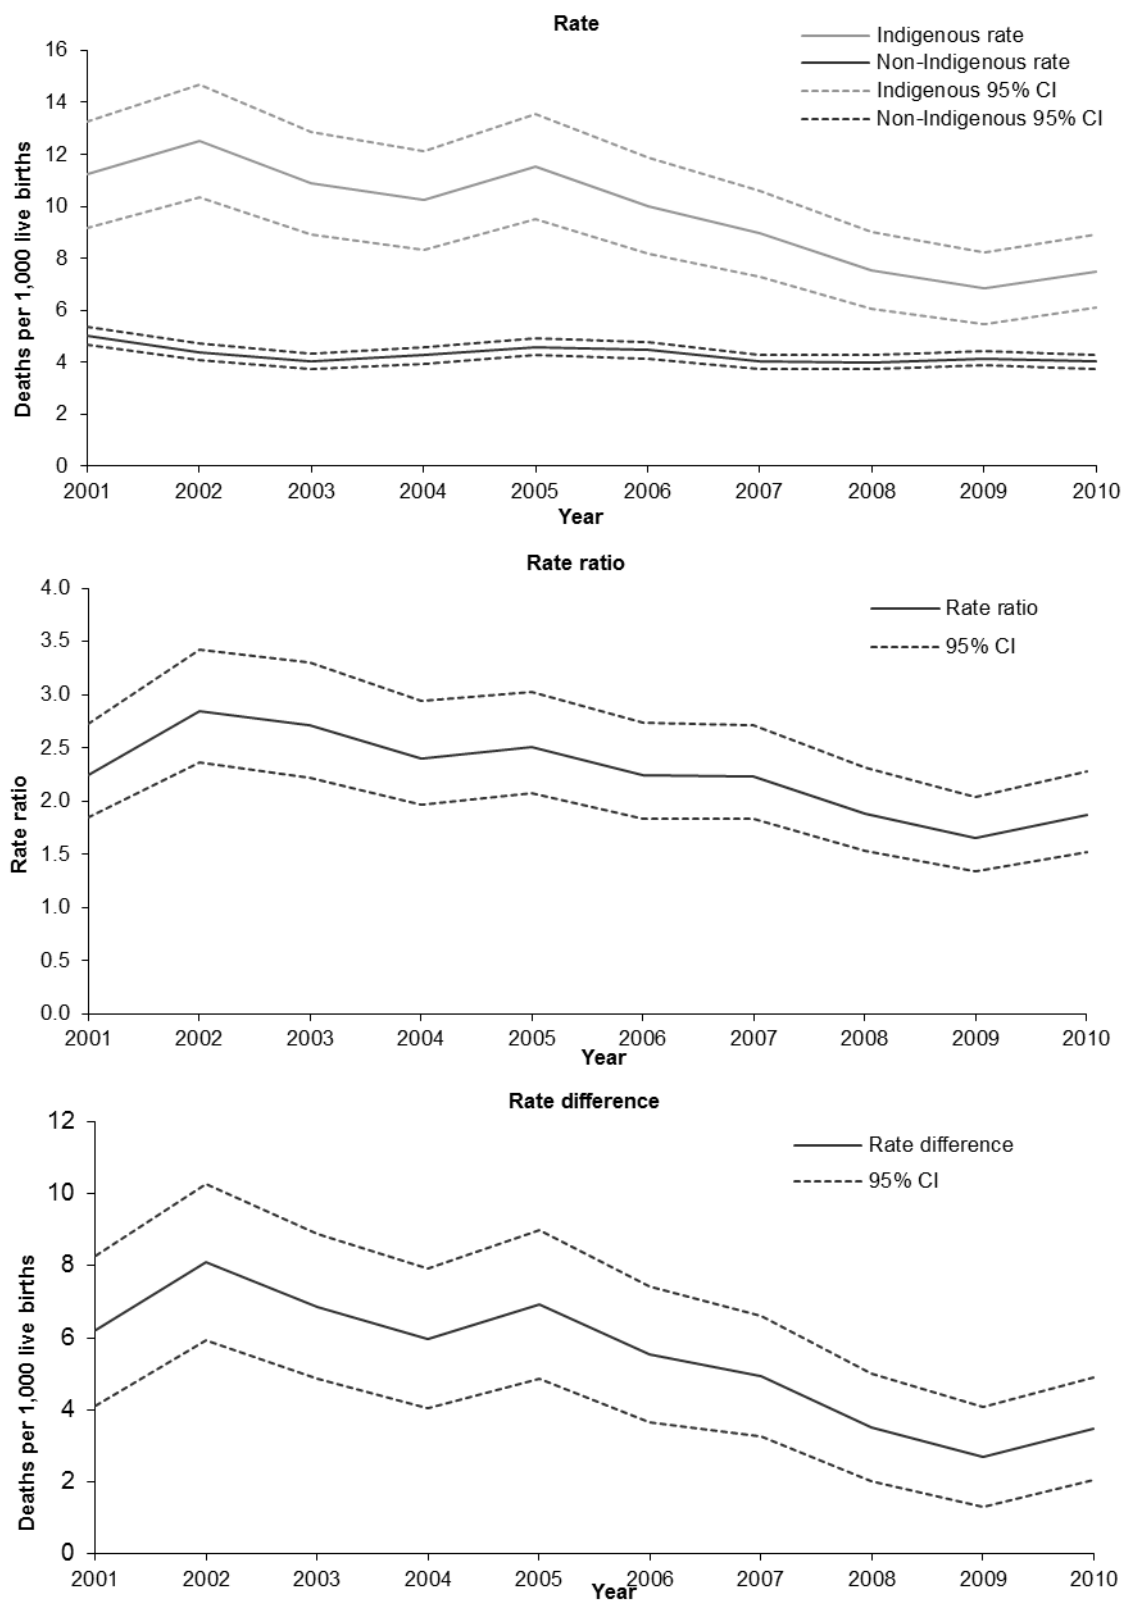 Rate
Indigenous rate
Non-Indigenous rate
Indigenous 95% CI
Non-Indigenous 95% CI
Deaths per 1,000 live births
16
14
12
10
8
6
4
2
0
2001 2002 2003 2004 2005 2006 2007 2008 2009 2010
Year
Rate ratio
Rate ratio
95% CI
Rate ratio
4.0
3.5
3.0
2.5
2.0
1.5
1.0
0.5
0.0
2001 2002 2003 2004 2005 2006 2007 2008 2009 2010
Year
Rate difference
Rate difference
95% CI
Deaths per 1,000 live births
12
10
8
6
4
2
0
2001 2002 2003 2004 2005 2006 2007 2008 2009 2010
Year